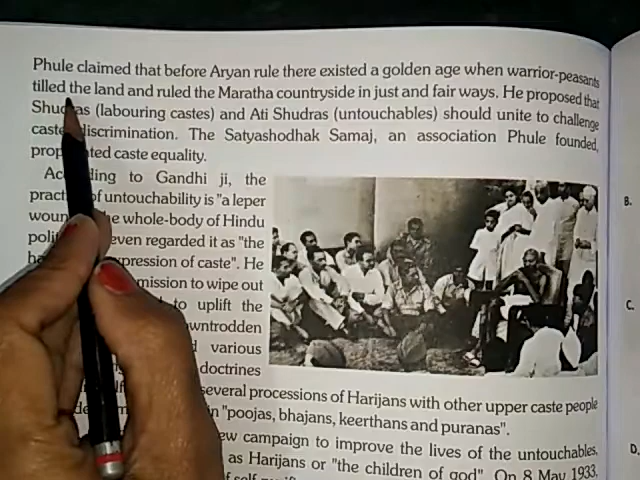 Phule claimed that before Aryan rule there existed a golden age when warrior-peasants
tilled the land and ruled the Maratha countryside in just and fair ways. He proposed that
Shudras (labouring castes) and Ati Shudras (untouchables) should unite to challenge
caste discrimination. The Satyashodhak Samaj, an association Phule founded,
caste equality.
to Gandhi ji, the
of untouchability is "a leper
the whole-body of Hindu
even regarded it as "the
expression of caste". He
mission to wipe out
to uplift the
various
doctrines
several processions of Harijans with other upper caste people
in "poojas, bhajans, keerthans and puranas".
campaign to improve the lives of the untouchables,
as Harijans or "the children of god". On 8 May 1933,
B.
C.
D.